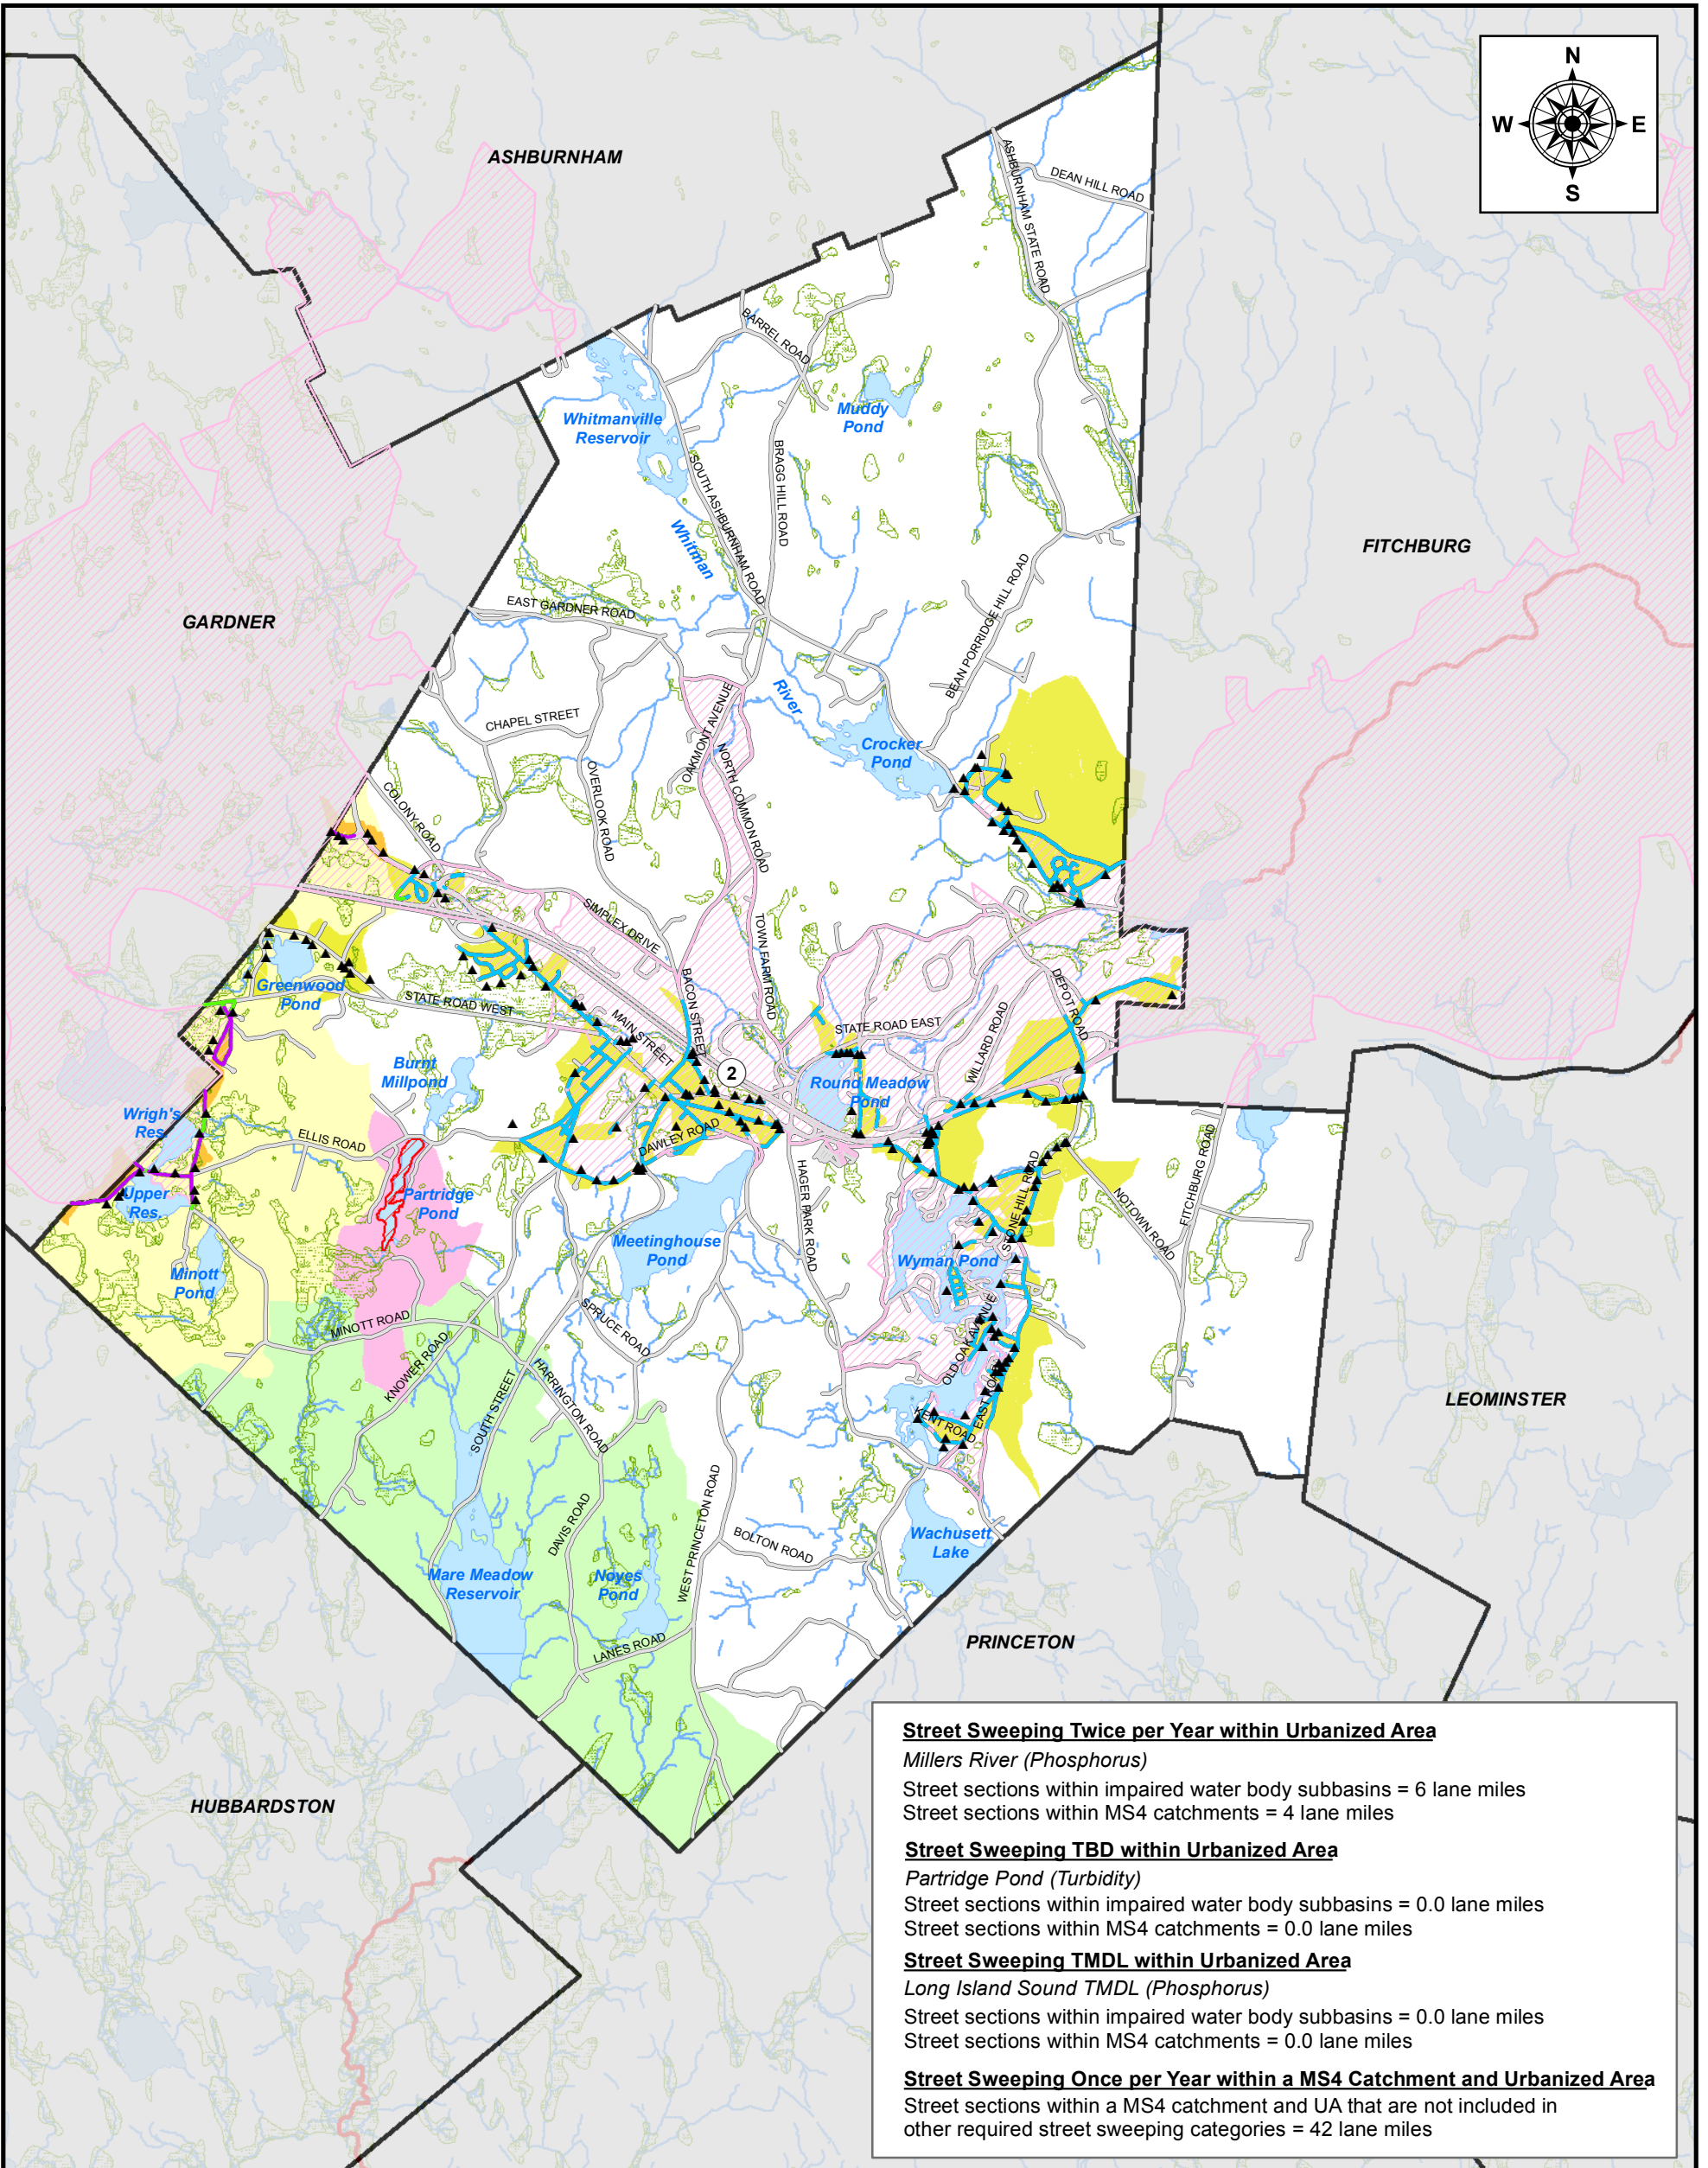 N
W
E
S
ASHBURNHAM
DEAN HILL ROAD
ASHBURNHAM STATE ROAD
BARREL ROAD
Whitmanville
Reservoir
Muddy
Pond
BRAGG HILL ROAD
SOUTH ASHBURNHAM ROAD
Whitman
River
FITCHBURG
GARDNER
EAST GARDNER ROAD
BEAN PORRIDGE HILL ROAD
CHAPEL STREET
OAKMONT AVENUE
NORTH COMMON ROAD
Crocker
Pond
COLONY ROAD
OVERLOOK ROAD
SIMPLEX DRIVE
TOWN FARM ROAD
BACON STREET
DEPOT ROAD
Greenwood
Pond
STATE ROAD WEST
MAIN STREET
STATE ROAD EAST
WILLARD ROAD
2
Burnt
Millpond
Round Meadow
Pond
Wrigh's
Res.
ELLIS ROAD
DAWLEY ROAD
HAGER PARK ROAD
STONE HILL ROAD
NOTOWN ROAD
FITCHBURG ROAD
Upper
Res.
Partridge
Pond
Meetinghouse
Pond
Wyman Pond
Minott
Pond
MINOTT ROAD
SPRUCE ROAD
OLD OAK AVENUE
KNOWER ROAD
SOUTH STREET
HARRINGTON ROAD
EAST ROAD
KENT ROAD
LEOMINSTER
DAVIS ROAD
WEST PRINCETON ROAD
BOLTON ROAD
Wachusett
Lake
Mare Meadow
Reservoir
Noyes
Pond
LANES ROAD
PRINCETON
HUBBARDSTON
Street Sweeping Twice per Year within Urbanized Area
Millers River (Phosphorus)
Street sections within impaired water body subbasins = 6 lane miles
Street sections within MS4 catchments = 4 lane miles
Street Sweeping TBD within Urbanized Area
Partridge Pond (Turbidity)
Street sections within impaired water body subbasins = 0.0 lane miles
Street sections within MS4 catchments = 0.0 lane miles
Street Sweeping TMDL within Urbanized Area
Long Island Sound TMDL (Phosphorus)
Street sections within impaired water body subbasins = 0.0 lane miles
Street sections within MS4 catchments = 0.0 lane miles
Street Sweeping Once per Year within a MS4 Catchment and Urbanized Area
Street sections within a MS4 catchment and UA that are not included in
other required street sweeping categories = 42 lane miles